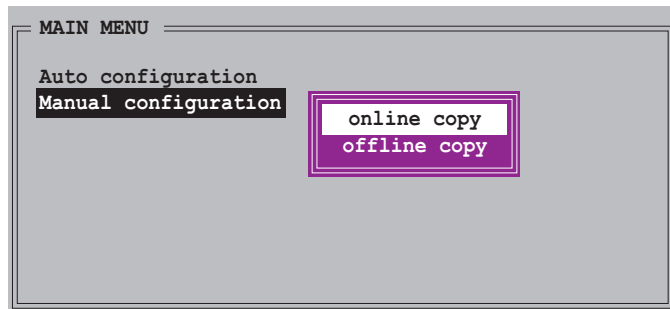 MAIN MENU
Auto configuration
Manual configuration
online copy
offline copy